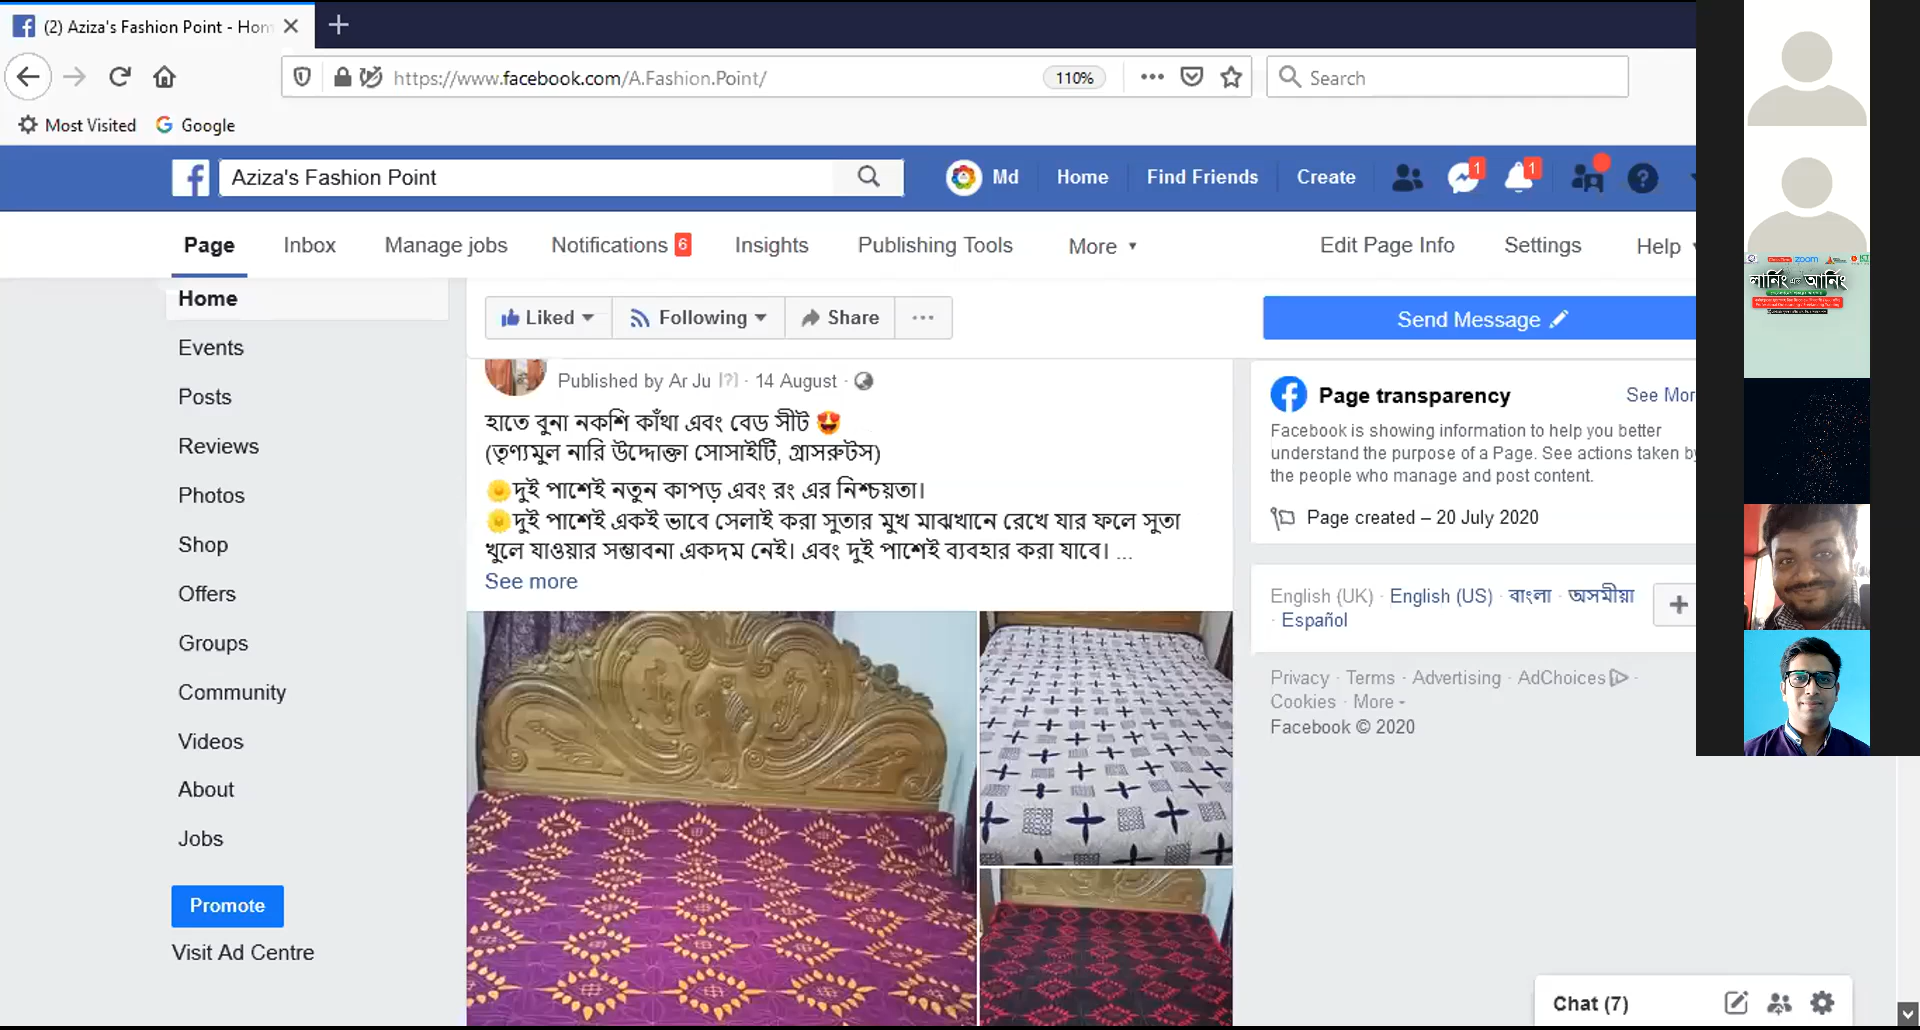 (2) Aziza's Fashion Point - Hom
https://www.facebook.com/A.Fashion.Point/
110%
Search
Most Visited
Google
Aziza's Fashion Point
Md
Home
Find Friends
Create
1
1
Page
Inbox
Manage jobs
Notifications 6
Insights
Publishing Tools
More
Edit Page Info
Settings
Help
Home
Events
Posts
Reviews
Photos
Shop
Offers
Groups
Community
Videos
About
Jobs
Promote
Visit Ad Centre
Liked
Following
Share
Send Message
Published by Ar Ju [?] · 14 August ·
হাতে বুনা নকশি কাঁথা এবং বেড সীট 😍
(তৃণ্যমুল নারি উদ্দোক্তা সোসাইটি, গ্রাসরুটস)
🌼দুই পাশেই নতুন কাপড় এবং রং এর নিশ্চয়তা।
🌼দুই পাশেই একই ভাবে সেলাই করা সুতার মুখ মাঝখানে রেখে যার ফলে সুতা
খুলে যাওয়ার সম্ভাবনা একদম নেই। এবং দুই পাশেই ব্যবহার করা যাবে। ...
See more
Page transparency
See Mor
Facebook is showing information to help you better
understand the purpose of a Page. See actions taken by
the people who manage and post content.
Page created – 20 July 2020
English (UK) · English (US) · বাংলা · অসমীয়া
· Español
Privacy · Terms · Advertising · AdChoices ·
Cookies · More
Facebook © 2020
Chat (7)
zoom
লার্নিং এন্ড আর্নিং